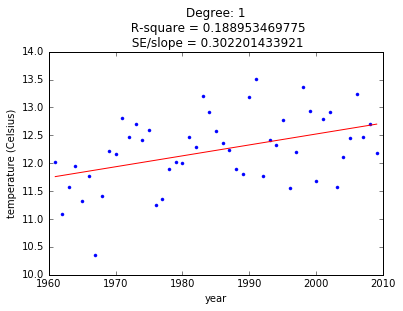 Degree: 1
R-square = 0.188953469775
SE/slope = 0.302201433921
14.0
13.5
13.0
12.5
12.0
11.5
11.0
10.5
10.0
temperature (Celsius)
1960 1970 1980 1990 2000 2010
year